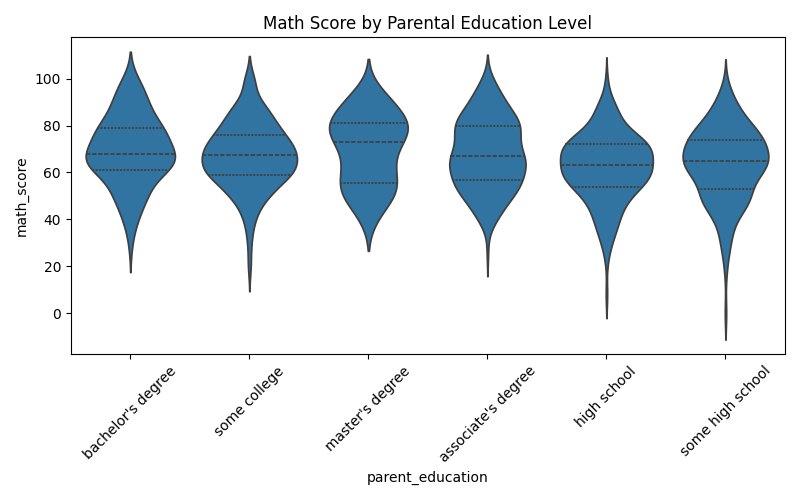 Math Score by Parental Education Level
math_score
100
80
60
40
20
0
bachelor's degree
some college
master's degree
associate's degree
high school
some high school
parent_education